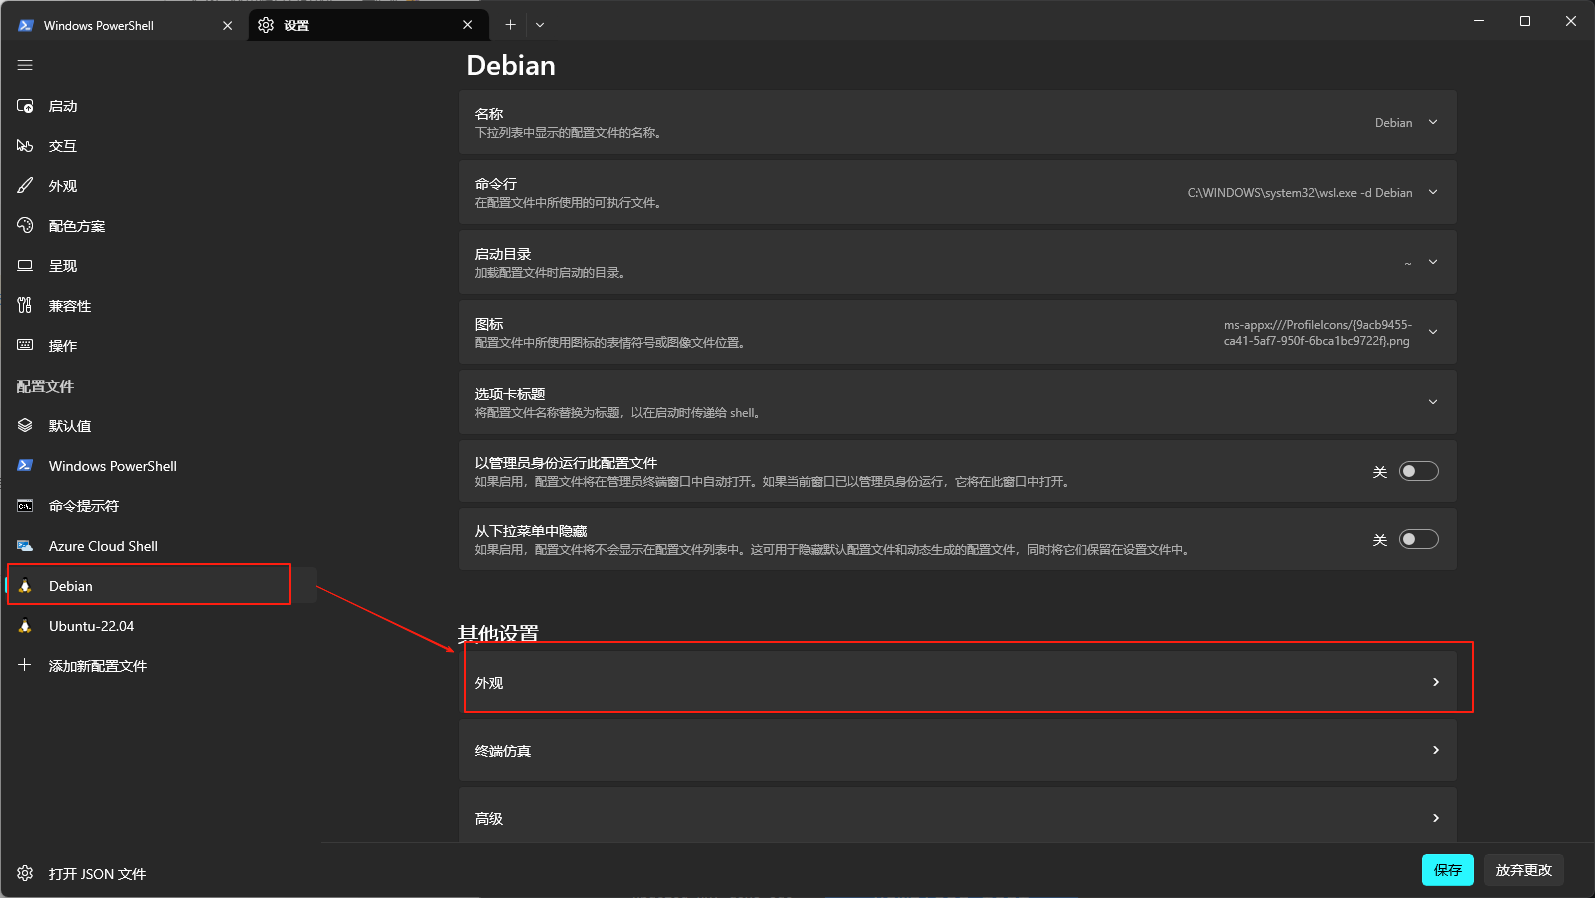 Windows PowerShell
设置
启动
交互
外观
配色方案
呈现
兼容性
操作
配置文件
默认值
Windows PowerShell
命令提示符
Azure Cloud Shell
Debian
Ubuntu-22.04
添加新配置文件
打开 JSON 文件
Debian
名称
下拉列表中显示的配置文件的名称。
Debian
命令行
在配置文件中所使用的可执行文件。
C:\WINDOWS\system32\wsl.exe -d Debian
启动目录
加载配置文件时启动的目录。
~
图标
配置文件中所使用图标的表情符号或图像文件位置。
ms-appx:///ProfileIcons/{9acb9455-
ca41-5af7-950f-6bca1bc9722f}.png
选项卡标题
将配置文件名称替换为标题，以在启动时传递给 shell。
以管理员身份运行此配置文件
如果启用，配置文件将在管理员终端窗口中自动打开。如果当前窗口已以管理员身份运行，它将在此窗口中打开。
关
从下拉菜单中隐藏
如果启用，配置文件将不会显示在配置文件列表中。这可用于隐藏默认配置文件和动态生成的配置文件，同时将它们保留在设置文件中。
关
其他设置
外观
终端仿真
高级
保存
放弃更改